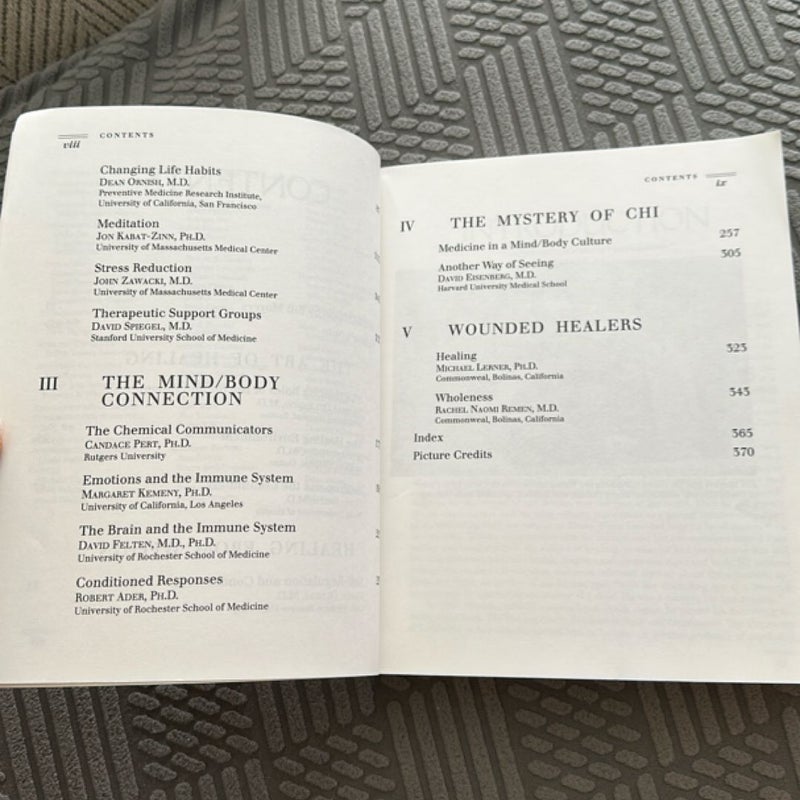 viii
CONTENTS
Changing Life Habits
DEAN ORNISH, M.D.
Preventive Medicine Research Institute,
University of California, San Francisco
Meditation
JON KABAT-ZINN, PH.D.
University of Massachusetts Medical Center
Stress Reduction
JOHN ZAWACKI, M.D.
University of Massachusetts Medical Center
Therapeutic Support Groups
DAVID SPIEGEL, M.D.
Stanford University School of Medicine
III THE MIND/BODY
CONNECTION
The Chemical Communicators
CANDACE PERT, PH.D.
Rutgers University
Emotions and the Immune System
MARGARET KEMENY, PH.D.
University of California, Los Angeles
The Brain and the Immune System
DAVID FELTEN, M.D., PH.D.
University of Rochester School of Medicine
Conditioned Responses
ROBERT ADER, PH.D.
University of Rochester School of Medicine
CONTENTS
ix
IV THE MYSTERY OF CHI
Medicine in a Mind/Body Culture 257
Another Way of Seeing 305
DAVID EISENBERG, M.D.
Harvard University Medical School
V WOUNDED HEALERS
Healing 323
MICHAEL LERNER, PH.D.
Commonweal, Bolinas, California
Wholeness 343
RACHEL NAOMI REMEN, M.D.
Commonweal, Bolinas, California
Index 365
Picture Credits 370